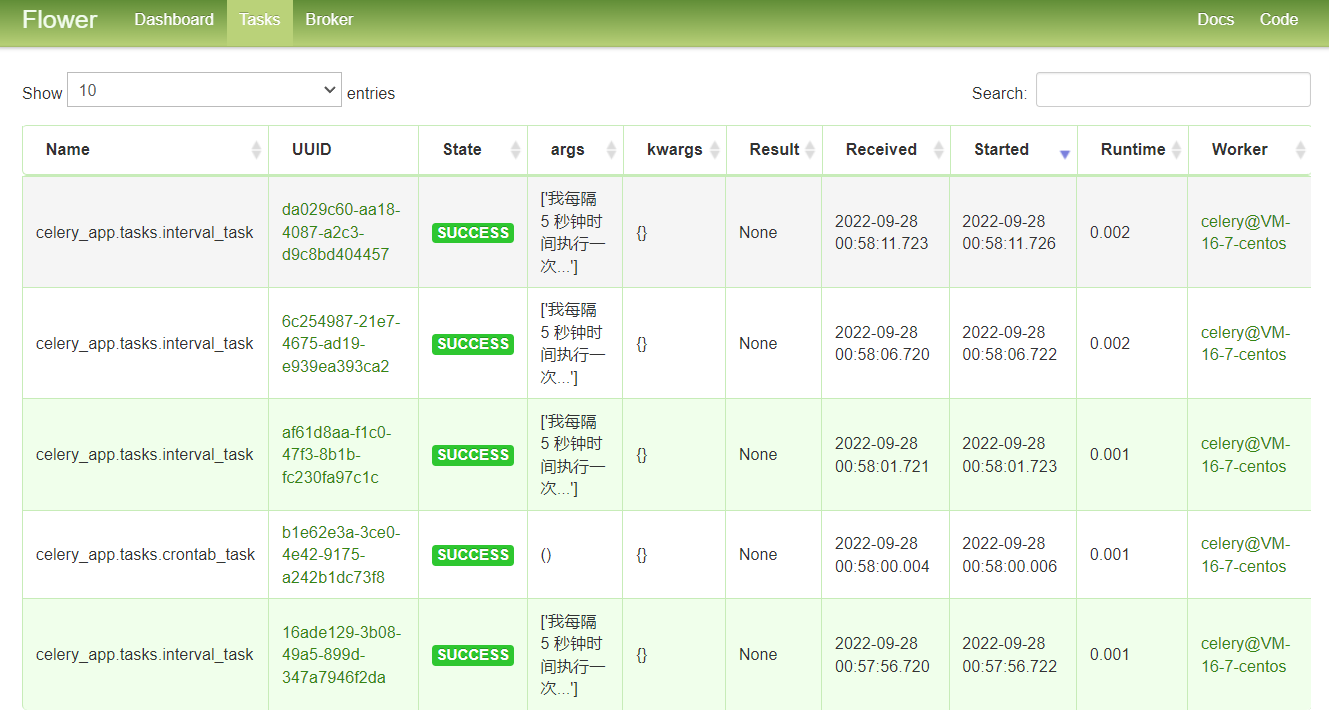 Flower Dashboard Tasks Broker Docs Code
Show 10 entries Search:
Name UUID State args kwargs Result Received Started Runtime Worker
celery_app.tasks.interval_task
da029c60-aa18-
4087-a2c3-
d9c8bd404457
SUCCESS
['我每隔
5 秒钟时
间执行一
次...']
{}
None
2022-09-28
00:58:11.723
2022-09-28
00:58:11.726
0.002
celery@VM-
16-7-centos
celery_app.tasks.interval_task
6c254987-21e7-
4675-ad19-
e939ea393ca2
SUCCESS
['我每隔
5 秒钟时
间执行一
次...']
{}
None
2022-09-28
00:58:06.720
2022-09-28
00:58:06.722
0.002
celery@VM-
16-7-centos
celery_app.tasks.interval_task
af61d8aa-f1c0-
47f3-8b1b-
fc230fa97c1c
SUCCESS
['我每隔
5 秒钟时
间执行一
次...']
{}
None
2022-09-28
00:58:01.721
2022-09-28
00:58:01.723
0.001
celery@VM-
16-7-centos
celery_app.tasks.crontab_task
b1e62e3a-3ce0-
4e42-9175-
a242b1dc73f8
SUCCESS
()
{}
None
2022-09-28
00:58:00.004
2022-09-28
00:58:00.006
0.001
celery@VM-
16-7-centos
celery_app.tasks.interval_task
16ade129-3b08-
49a5-899d-
347a7946f2da
SUCCESS
['我每隔
5 秒钟时
间执行一
次...']
{}
None
2022-09-28
00:57:56.720
2022-09-28
00:57:56.722
0.001
celery@VM-
16-7-centos